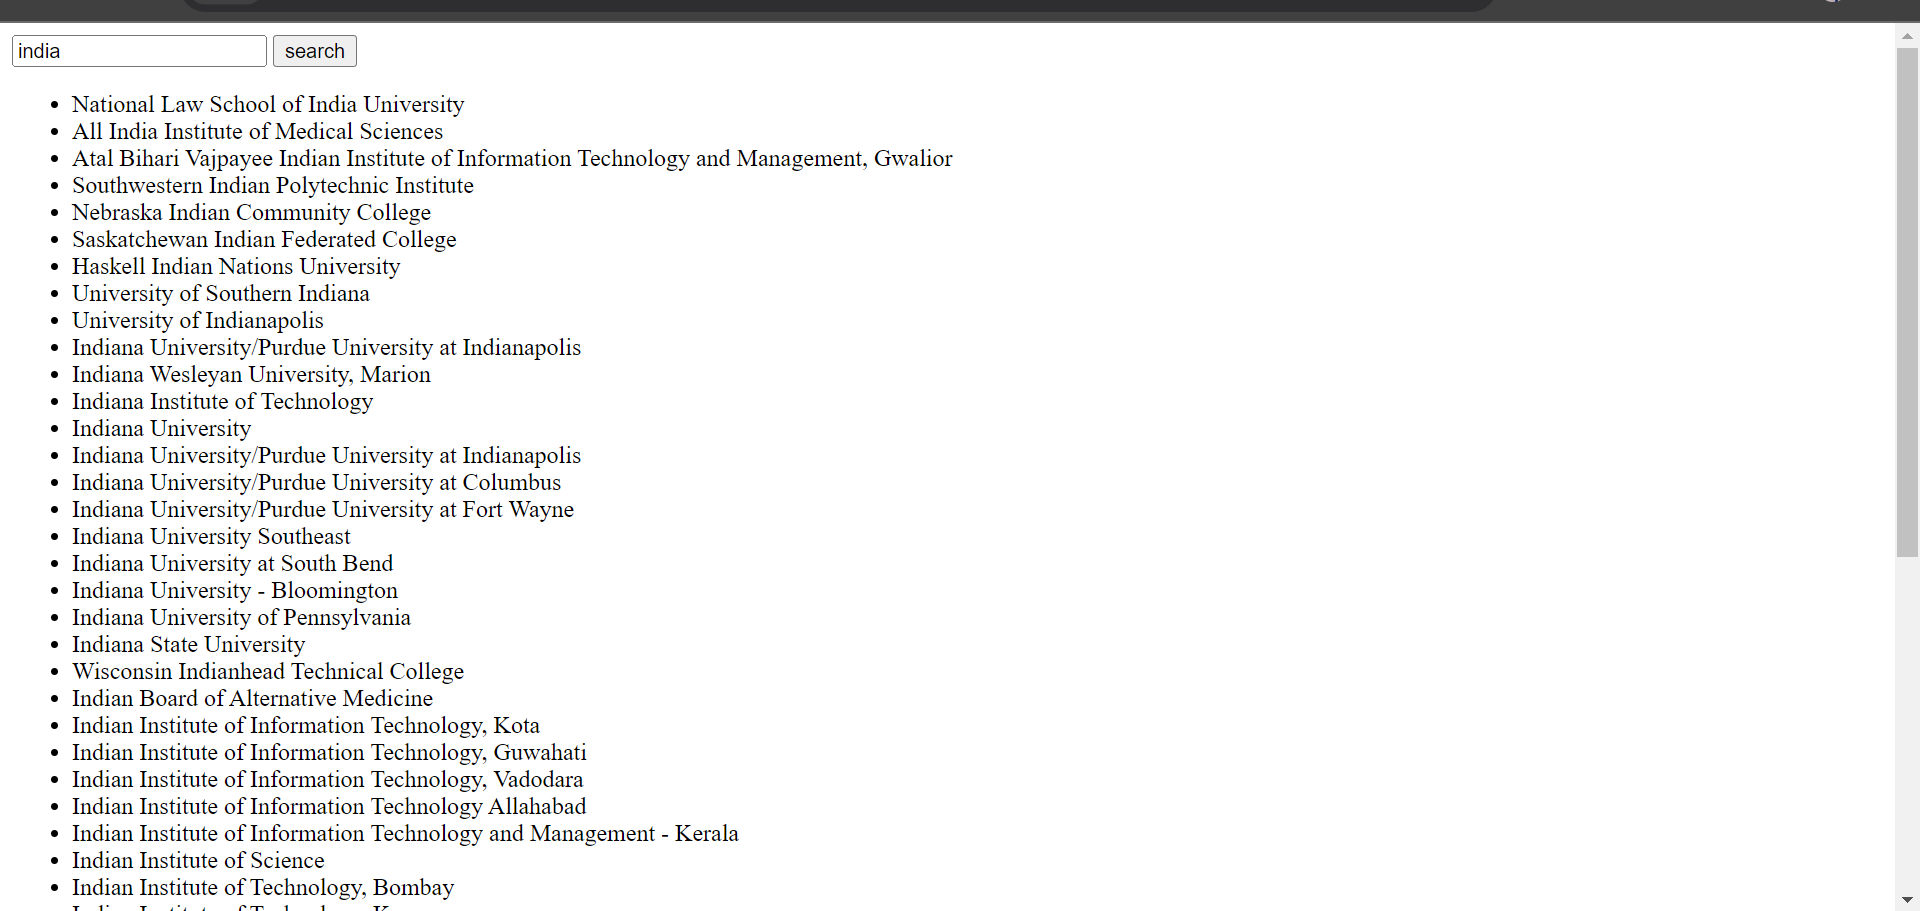 india search
National Law School of India University
All India Institute of Medical Sciences
Atal Bihari Vajpayee Indian Institute of Information Technology and Management, Gwalior
Southwestern Indian Polytechnic Institute
Nebraska Indian Community College
Saskatchewan Indian Federated College
Haskell Indian Nations University
University of Southern Indiana
University of Indianapolis
Indiana University/Purdue University at Indianapolis
Indiana Wesleyan University, Marion
Indiana Institute of Technology
Indiana University
Indiana University/Purdue University at Indianapolis
Indiana University/Purdue University at Columbus
Indiana University/Purdue University at Fort Wayne
Indiana University Southeast
Indiana University at South Bend
Indiana University - Bloomington
Indiana University of Pennsylvania
Indiana State University
Wisconsin Indianhead Technical College
Indian Board of Alternative Medicine
Indian Institute of Information Technology, Kota
Indian Institute of Information Technology, Guwahati
Indian Institute of Information Technology, Vadodara
Indian Institute of Information Technology Allahabad
Indian Institute of Information Technology and Management - Kerala
Indian Institute of Science
Indian Institute of Technology, Bombay